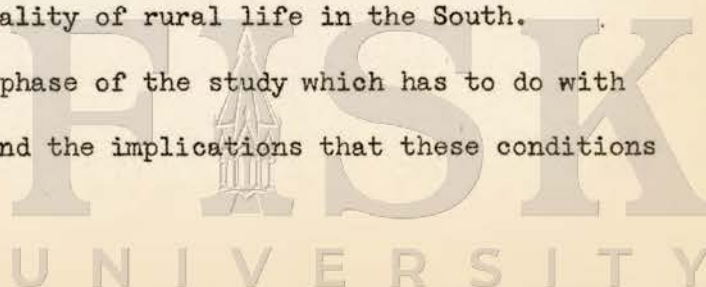 ality of rural life in the South.
phase of the study which has to do with
nd the implications that these conditions
FISK
UNIVERSITY